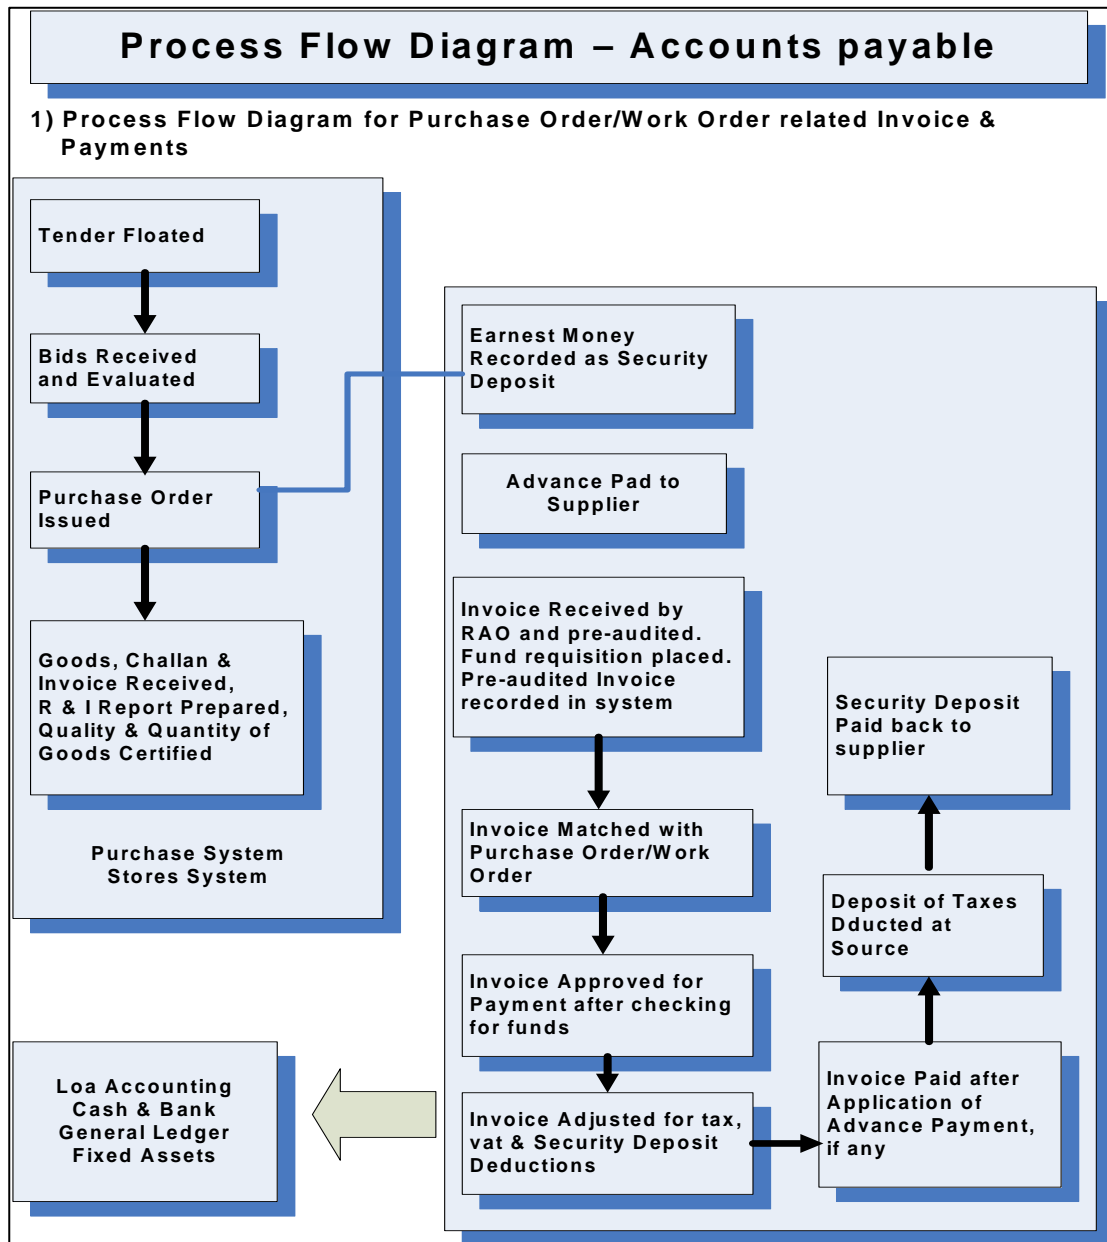 Process Flow Diagram – Accounts payable
1) Process Flow Diagram for Purchase Order/Work Order related Invoice &
Payments
Tender Floated
Bids Received
and Evaluated
Purchase Order
Issued
Goods, Challan &
Invoice Received,
R & I Report Prepared,
Quality & Quantity of
Goods Certified
Purchase System
Stores System
Earnest Money
Recorded as Security
Deposit
Advance Pad to
Supplier
Invoice Received by
RAO and pre-audited.
Fund requisition placed.
Pre-audited Invoice
recorded in system
Invoice Matched with
Purchase Order/Work
Order
Invoice Approved for
Payment after checking
for funds
Invoice Adjusted for tax,
vat & Security Deposit
Deductions
Invoice Paid after
Application of
Advance Payment,
if any
Deposit of Taxes
Dducted at
Source
Security Deposit
Paid back to
supplier
Loa Accounting
Cash & Bank
General Ledger
Fixed Assets